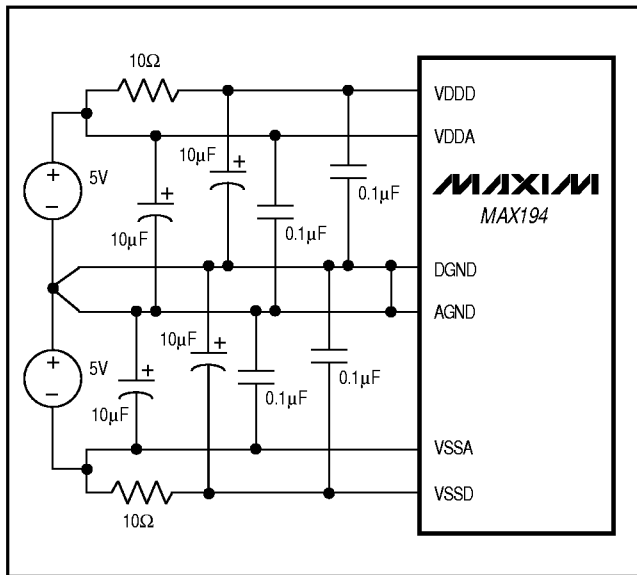 10Ω
VDDD
VDDA
+
10µF
+
+
5V
−
10µF
0.1µF
0.1µF
MAXIM
MAX194
DGND
AGND
+
5V
−
+
10µF
10µF
+
0.1µF
0.1µF
VSSA
VSSD
10Ω